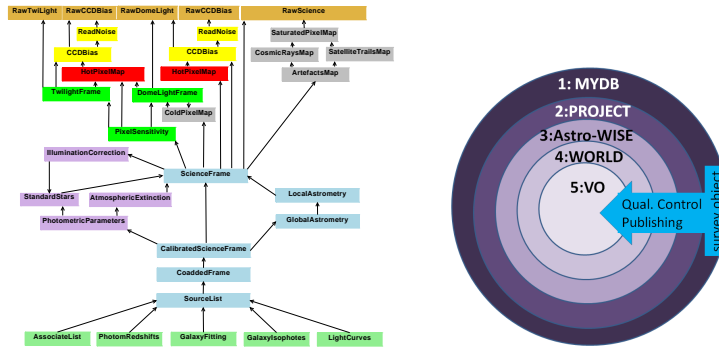 RawTwiLight
RawCCDBias
RawDomeLight
RawCCDBias
RawScience
ReadNoise
ReadNoise
SaturatedPixelMap
CCDBias
CCDBias
CosmicRaysMap
SatelliteTrailsMap
HotPixelMap
HotPixelMap
ArtefactsMap
TwilightFrame
DomeLightFrame
ColdPixelMap
PixelSensitivity
IlluminationCorrection
ScienceFrame
StandardStars
AtmosphericExtinction
LocalAstrometry
PhotometricParameters
GlobalAstrometry
CalibratedScienceFrame
CoaddedFrame
SourceList
AssociateList
PhotomRedshifts
GalaxyFitting
GalaxyIsophotes
LightCurves
1: MYDB
2:PROJECT
3:Astro-WISE
4:WORLD
5:VO
Qual. Control
Publishing
survey object